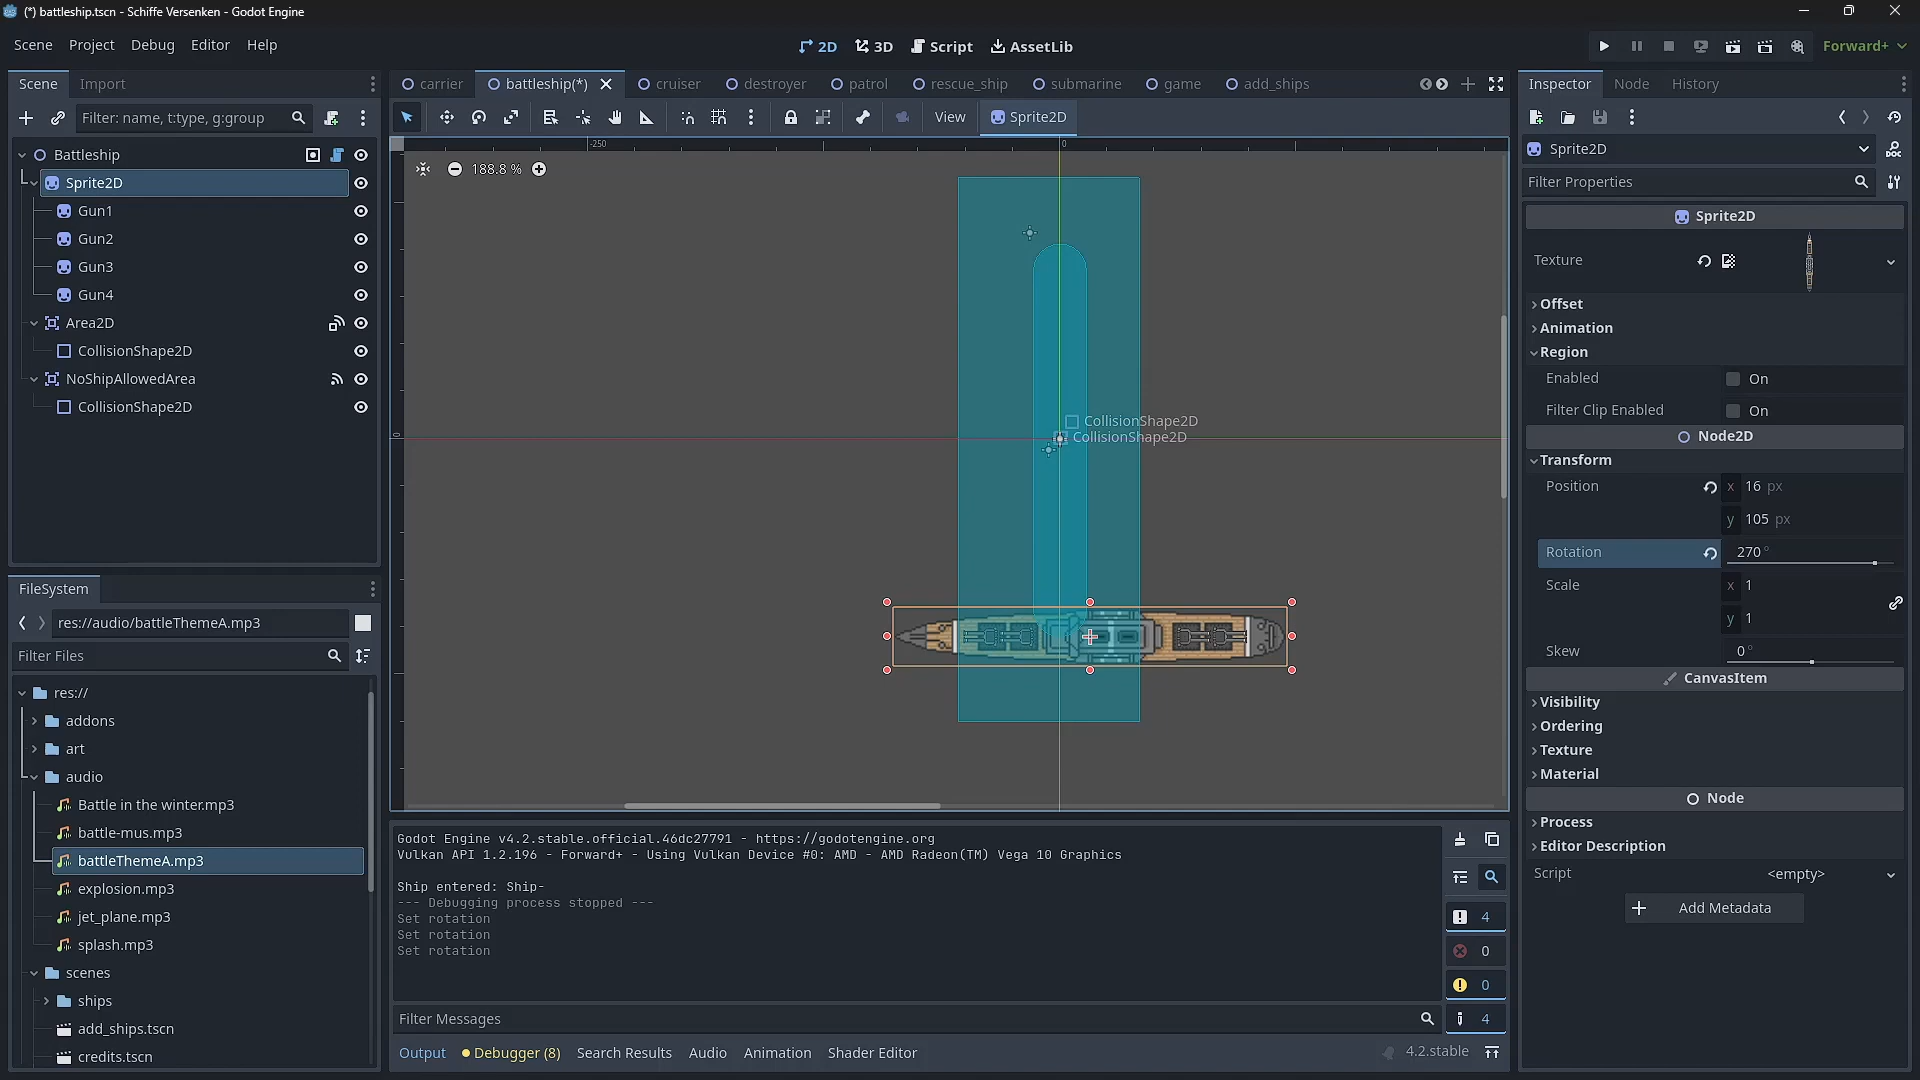 (*) battleship.tscn - Schiffe Versenken - Godot Engine
Scene Project Debug Editor Help
2D 3D Script AssetLib
Forward+
Scene Import
carrier battleship(*) cruiser destroyer patrol rescue_ship submarine game add_ships
Inspector Node History
Filter: name, t:type, g:group
View Sprite2D
Sprite2D
Filter Properties
Battleship
Sprite2D
Gun1
Gun2
Gun3
Gun4
Area2D
CollisionShape2D
NoShipAllowedArea
CollisionShape2D
-250 0
188.8 %
0
CollisionShape2D
CollisionShape2D
Sprite2D
Texture
Offset
Animation
Region
Enabled On
Filter Clip Enabled On
Node2D
Transform
Position x 16 px
y 105 px
Rotation 270 °
Scale x 1
y 1
Skew 0 °
CanvasItem
Visibility
Ordering
Texture
Material
Node
Process
Editor Description
Script <empty>
Add Metadata
FileSystem
res://audio/battleThemeA.mp3
Filter Files
res://
addons
art
audio
Battle in the winter.mp3
battle-mus.mp3
battleThemeA.mp3
explosion.mp3
jet_plane.mp3
splash.mp3
scenes
ships
add_ships.tscn
credits.tscn
Godot Engine v4.2.stable.official.46dc27791 - https://godotengine.org
Vulkan API 1.2.196 - Forward+ - Using Vulkan Device #0: AMD - AMD Radeon(TM) Vega 10 Graphics
Ship entered: Ship-
--- Debugging process stopped ---
Set rotation
Set rotation
Set rotation
4
0
0
4
Filter Messages
Output Debugger (8) Search Results Audio Animation Shader Editor
4.2.stable